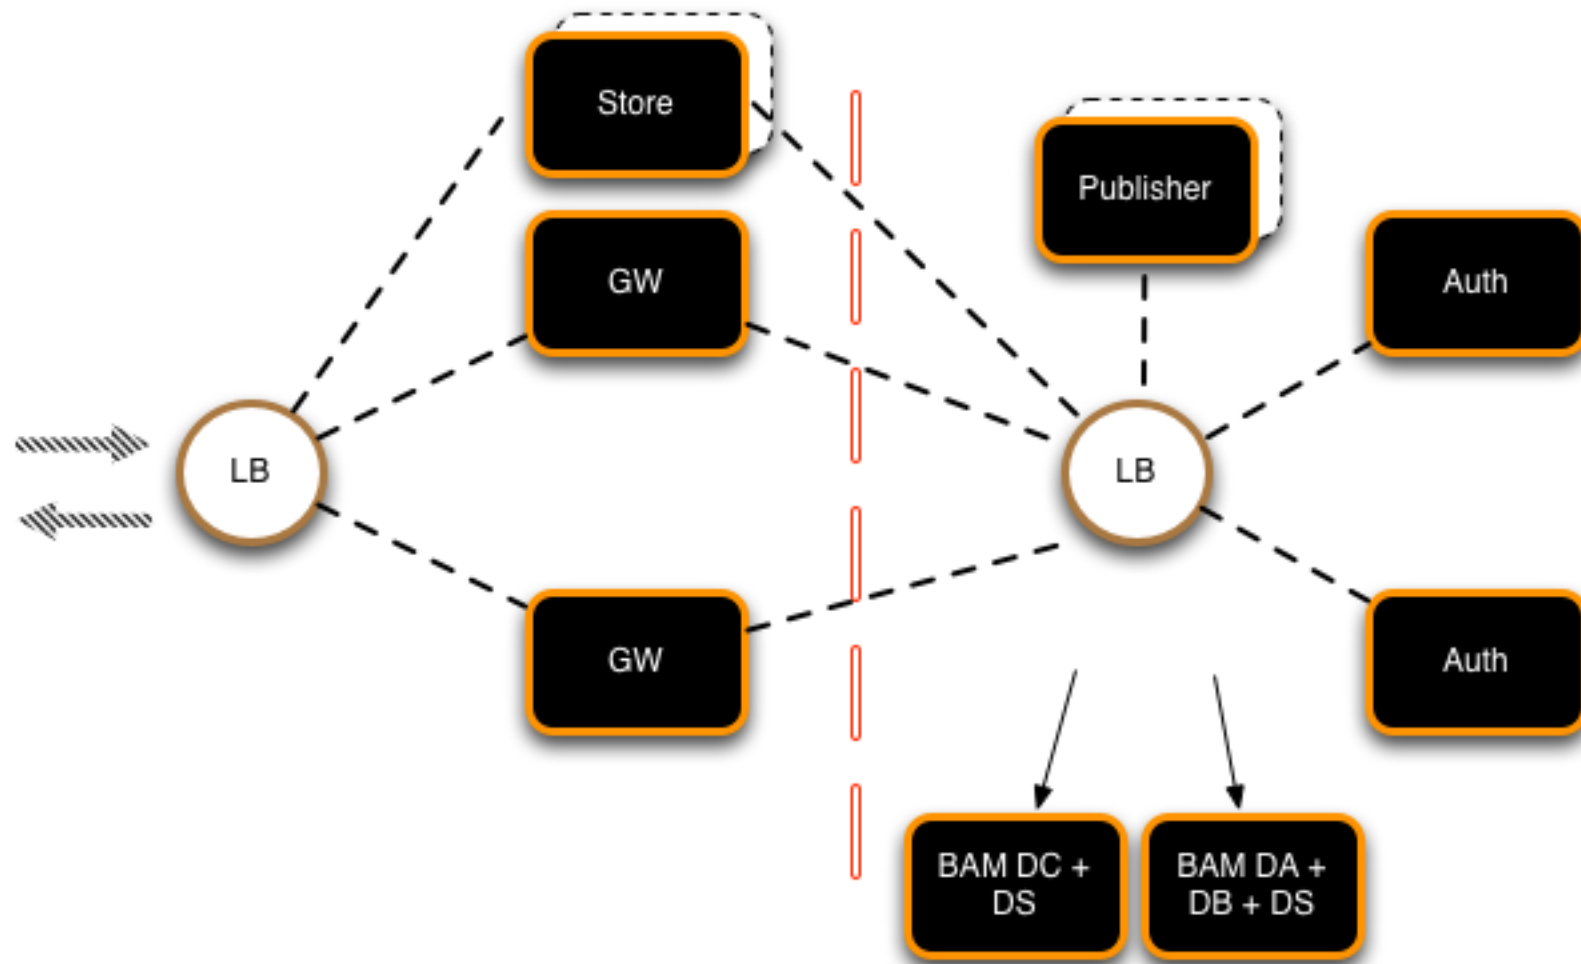 Store
Publisher
GW
Auth
LB
LB
GW
Auth
BAM DC +
DS
BAM DA +
DB + DS